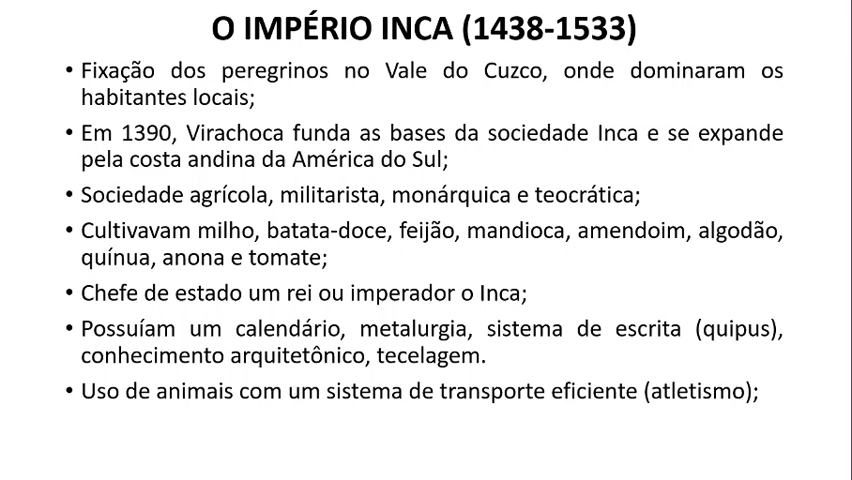 O IMPÉRIO INCA (1438-1533)
• Fixação dos peregrinos no Vale do Cuzco, onde dominaram os
habitantes locais;
• Em 1390, Virachoca funda as bases da sociedade Inca e se expande
pela costa andina da América do Sul;
• Sociedade agrícola, militarista, monárquica e teocrática;
• Cultivavam milho, batata-doce, feijão, mandioca, amendoim, algodão,
quínua, anona e tomate;
• Chefe de estado um rei ou imperador o Inca;
• Possuíam um calendário, metalurgia, sistema de escrita (quipus),
conhecimento arquitetônico, tecelagem.
• Uso de animais com um sistema de transporte eficiente (atletismo);